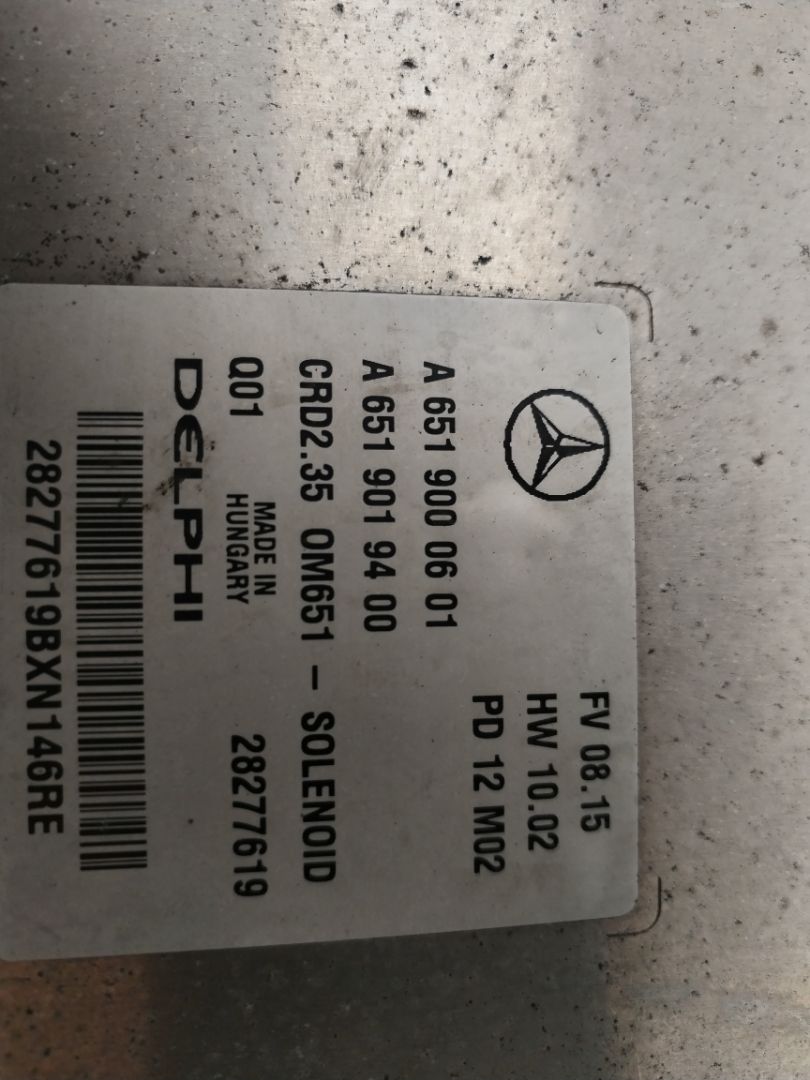 FV 08.15
HW 10.02
PD 12 M02
A 651 900 06 01
A 651 901 94 00
CRD2.35 OM651 – SOLENOID
Q01 MADE IN HUNGARY 28277619
DELPHI
28277619BXN146RE